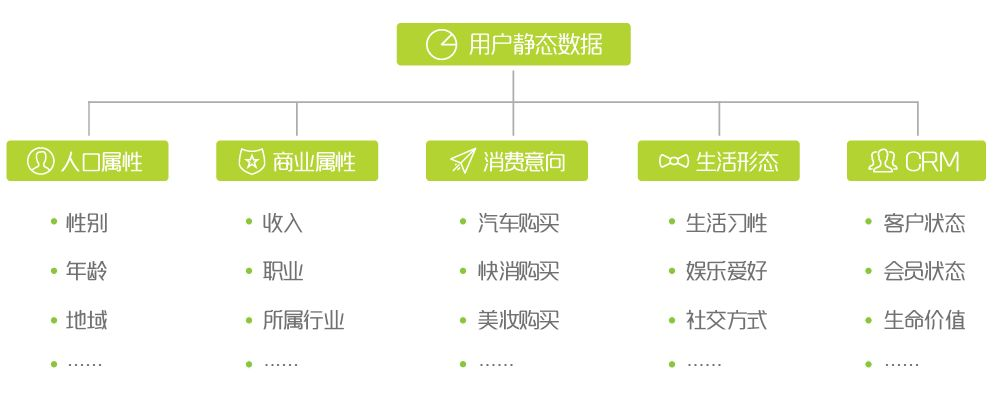 用户静态数据
人口属性
性别
年龄
地域
……
商业属性
收入
职业
所属行业
……
消费意向
汽车购买
快消购买
美妆购买
……
生活形态
生活习性
娱乐爱好
社交方式
……
CRM
客户状态
会员状态
生命价值
……